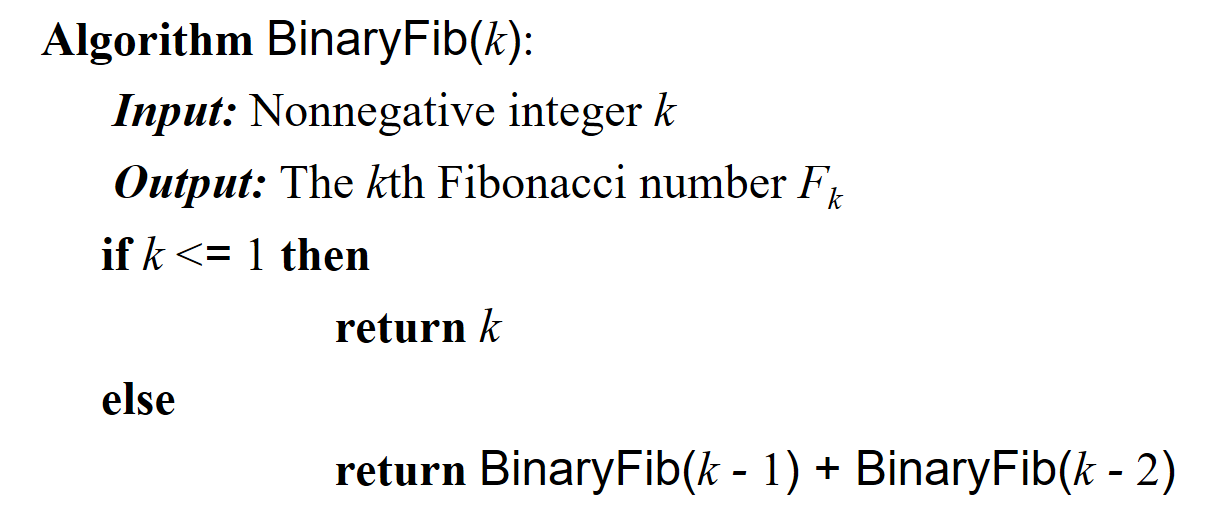 Algorithm BinaryFib(k):
Input: Nonnegative integer k
Output: The kth Fibonacci number Fk
if k <= 1 then
return k
else
return BinaryFib(k - 1) + BinaryFib(k - 2)